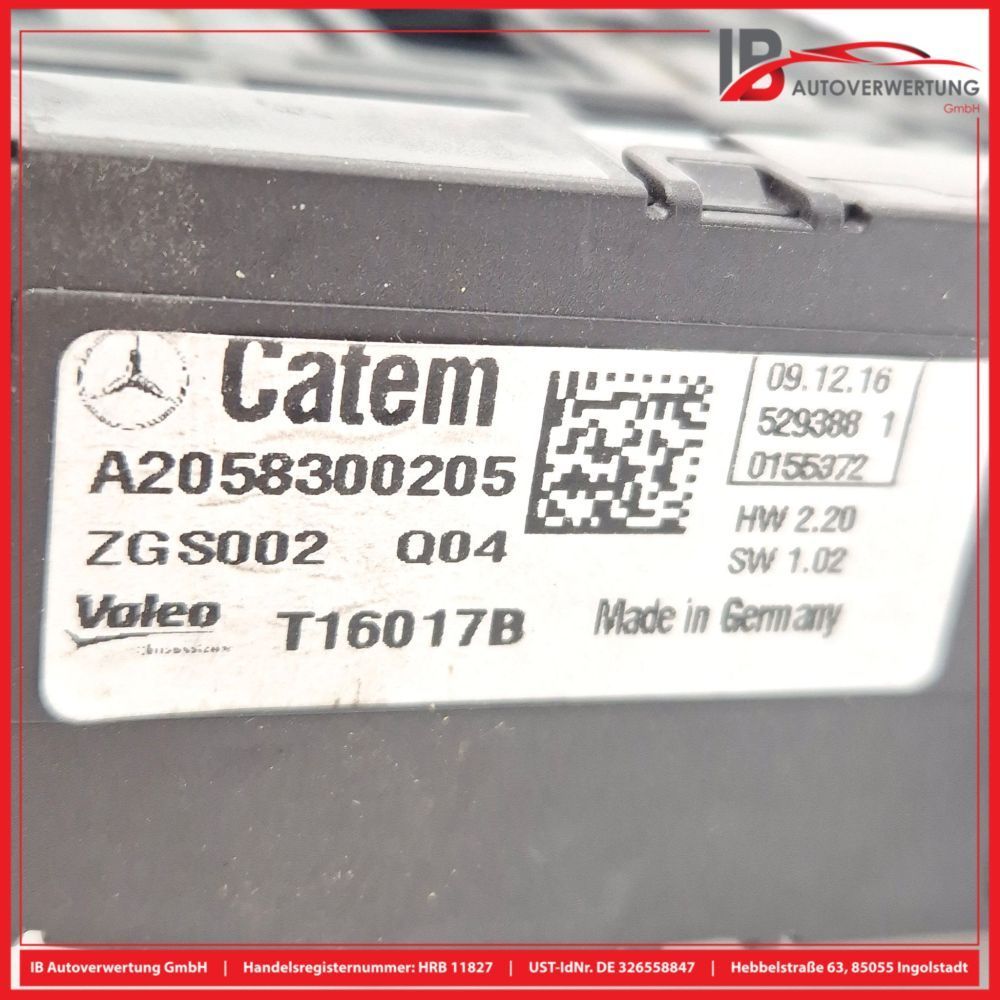 IB AUTOVERWERTUNG
GmbH
Catem
A2058300205
ZGS002 Q04
Valeo
T16017B
09.12.16
529388 1
0155372
HW 2.20
SW 1.02
Made in Germany
IB Autoverwertung GmbH | Handelsregisternummer: HRB 11827 | UST-IdNr. DE 326558847 | Hebbelstraße 63, 85055 Ingolstadt